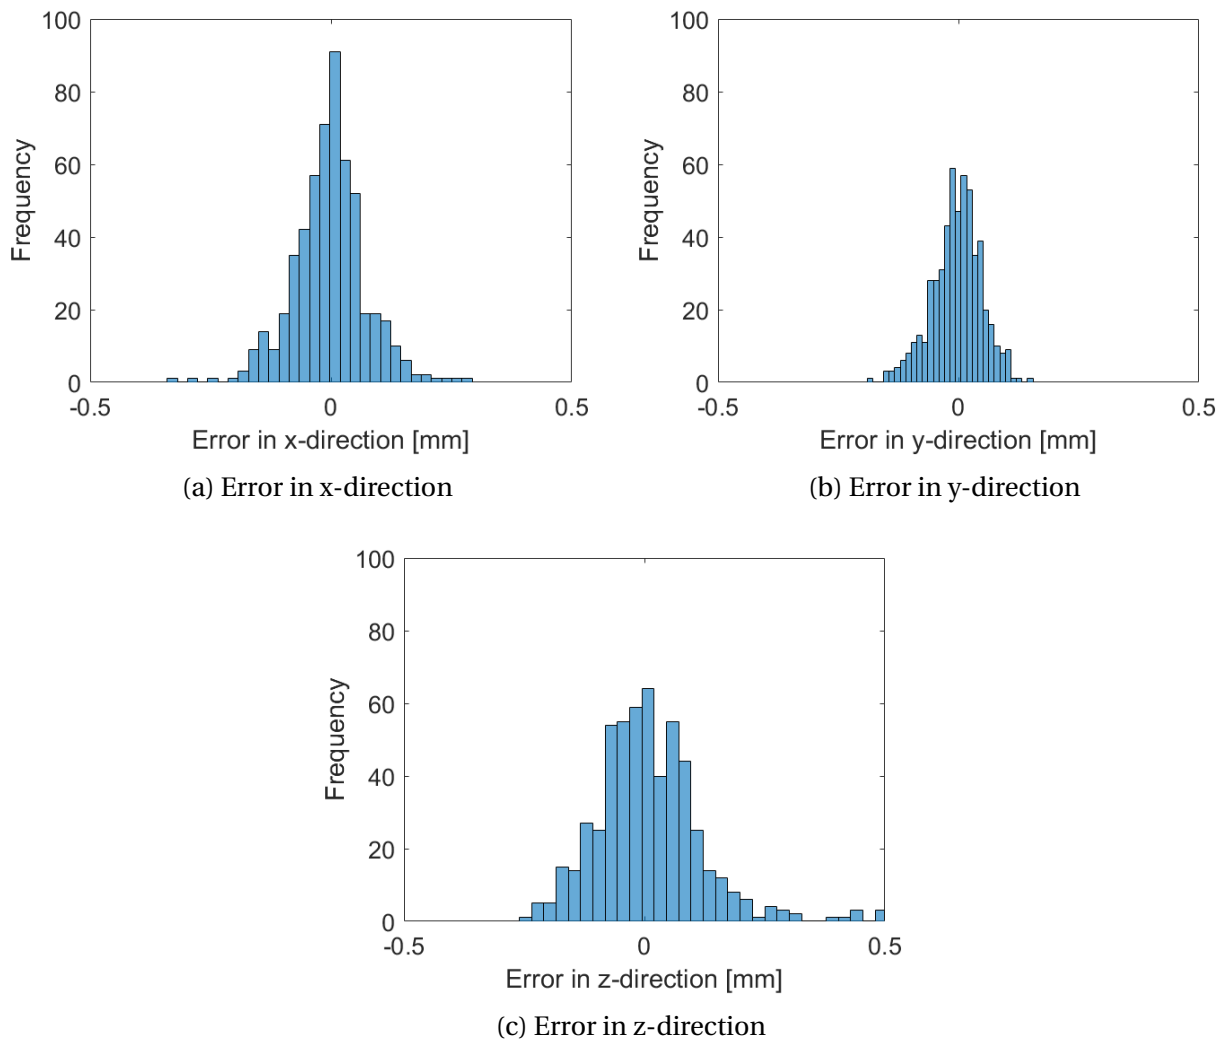 100
80
60
40
20
0
Frequency
-0.5 0 0.5
Error in x-direction [mm]
(a) Error in x-direction
100
80
60
40
20
0
Frequency
-0.5 0 0.5
Error in y-direction [mm]
(b) Error in y-direction
100
80
60
40
20
0
Frequency
-0.5 0 0.5
Error in z-direction [mm]
(c) Error in z-direction